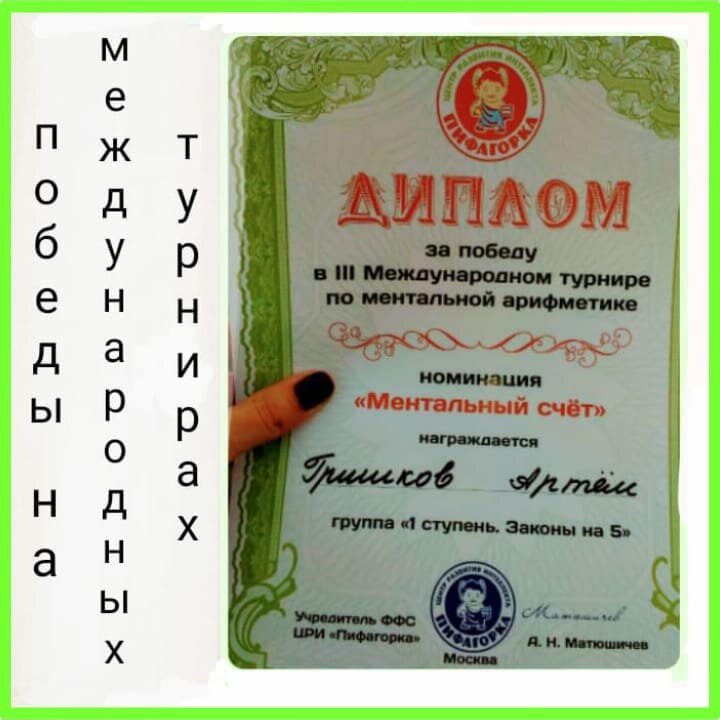 победы на
международных
турнирах
ЦЕНТР РАЗВИТИЯ ИНТЕЛЛЕКТА
ПИФАГОРКА
ДИПЛОМ
за победу
в III Международном турнире
по ментальной арифметике
номинация
«Ментальный счёт»
награждается
Гришков Артём
группа «1 ступень. Законы на 5»
ЦЕНТР РАЗВИТИЯ ИНТЕЛЛЕКТА
ПИФАГОРКА
Учредитель ФФС
ЦРИ «Пифагорка»
А. Н. Матюшичев
Москва